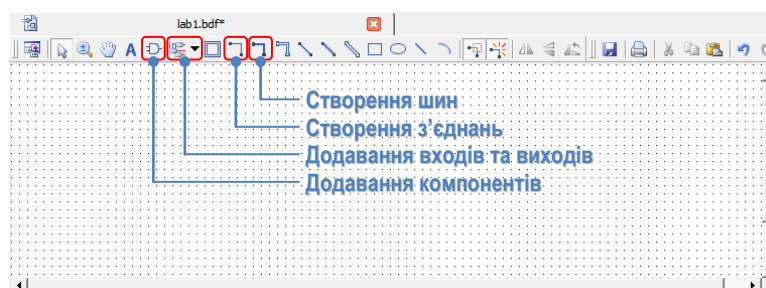 lab1.bdf*
A
Створення шин
Створення з’єднань
Додавання входів та виходів
Додавання компонентів